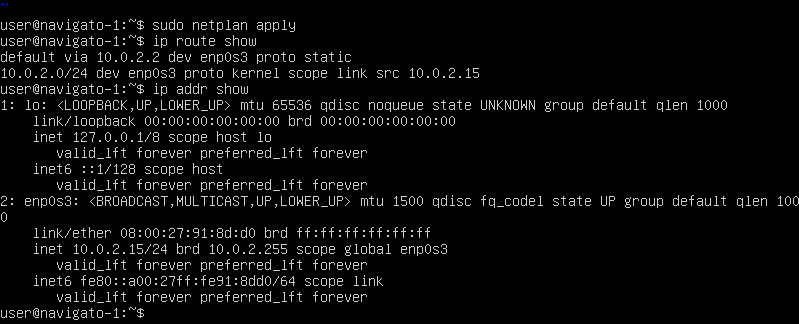 ~
user@navigato-1:~$ sudo netplan apply
user@navigato-1:~$ ip route show
default via 10.0.2.2 dev enp0s3 proto static
10.0.2.0/24 dev enp0s3 proto kernel scope link src 10.0.2.15
user@navigato-1:~$ ip addr show
1: lo: <LOOPBACK,UP,LOWER_UP> mtu 65536 qdisc noqueue state UNKNOWN group default qlen 1000
    link/loopback 00:00:00:00:00:00 brd 00:00:00:00:00:00
    inet 127.0.0.1/8 scope host lo
       valid_lft forever preferred_lft forever
    inet6 ::1/128 scope host
       valid_lft forever preferred_lft forever
2: enp0s3: <BROADCAST,MULTICAST,UP,LOWER_UP> mtu 1500 qdisc fq_codel state UP group default qlen 100
0
    link/ether 08:00:27:91:8d:d0 brd ff:ff:ff:ff:ff:ff
    inet 10.0.2.15/24 brd 10.0.2.255 scope global enp0s3
       valid_lft forever preferred_lft forever
    inet6 fe80::a00:27ff:fe91:8dd0/64 scope link
       valid_lft forever preferred_lft forever
user@navigato-1:~$